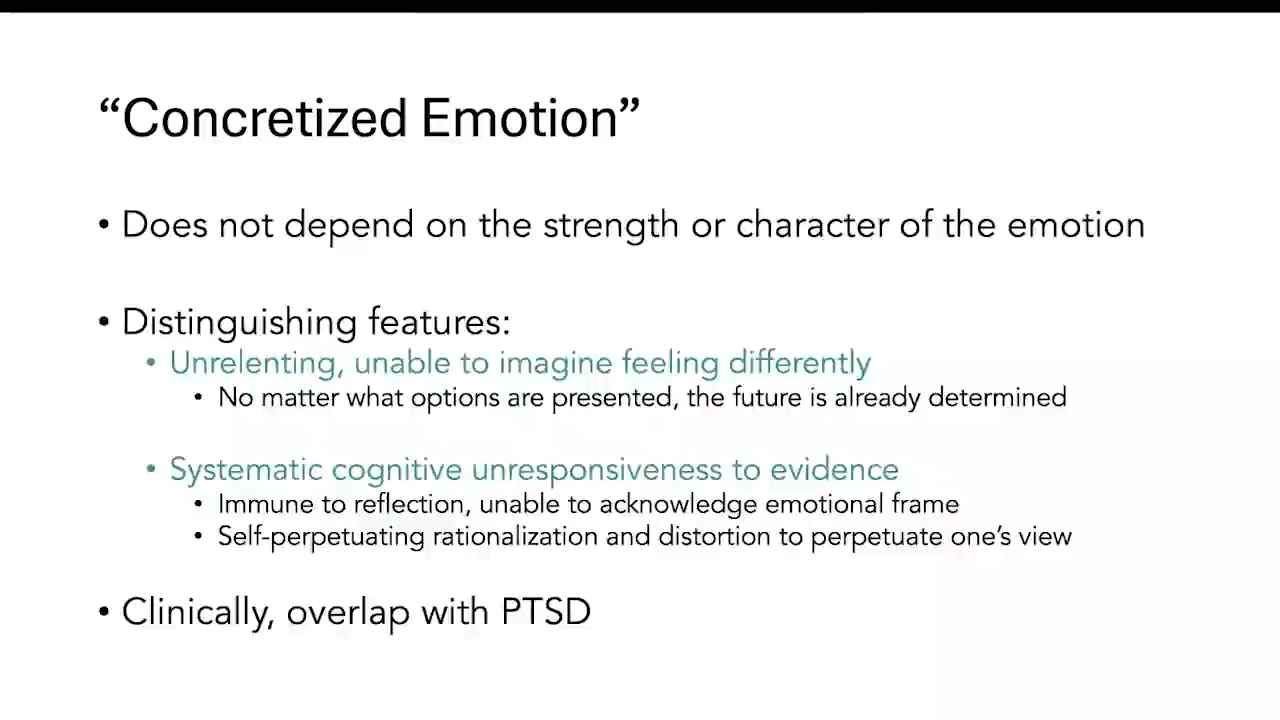 “Concretized Emotion”
• Does not depend on the strength or character of the emotion
• Distinguishing features:
• Unrelenting, unable to imagine feeling differently
• No matter what options are presented, the future is already determined
• Systematic cognitive unresponsiveness to evidence
• Immune to reflection, unable to acknowledge emotional frame
• Self-perpetuating rationalization and distortion to perpetuate one’s view
• Clinically, overlap with PTSD